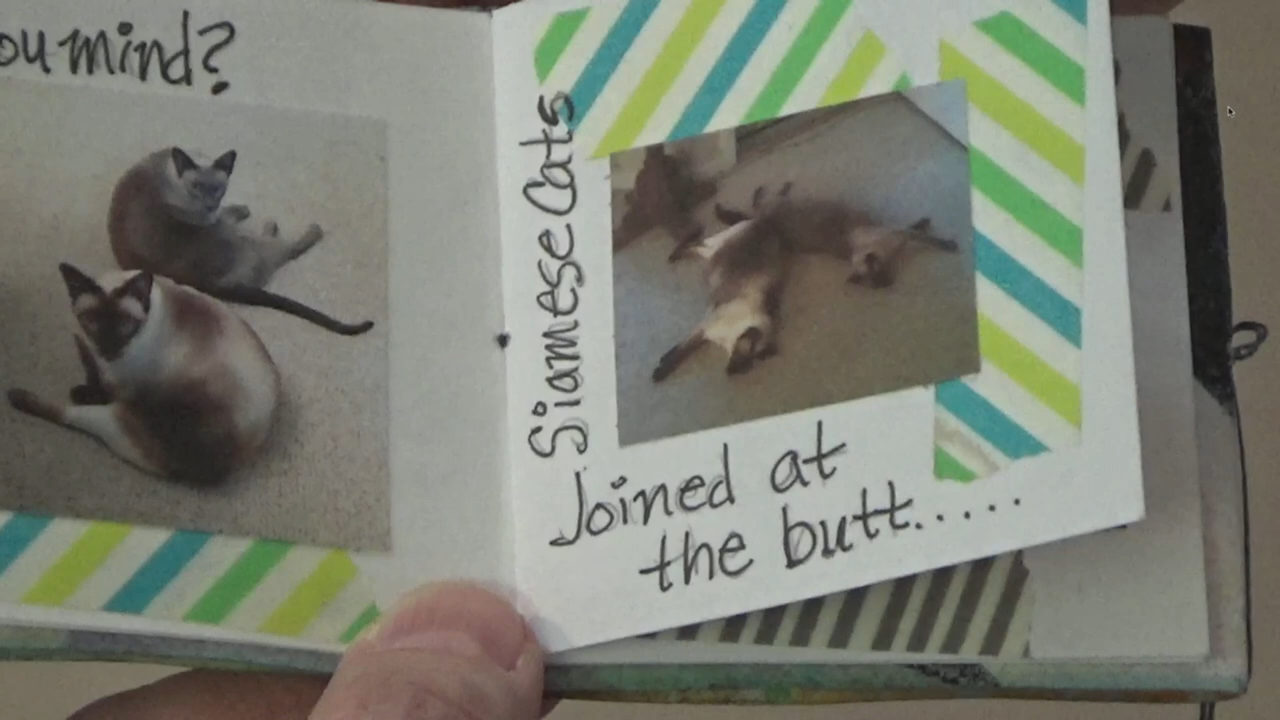 ou mind?
Siamese Cats
Joined at
the butt.....